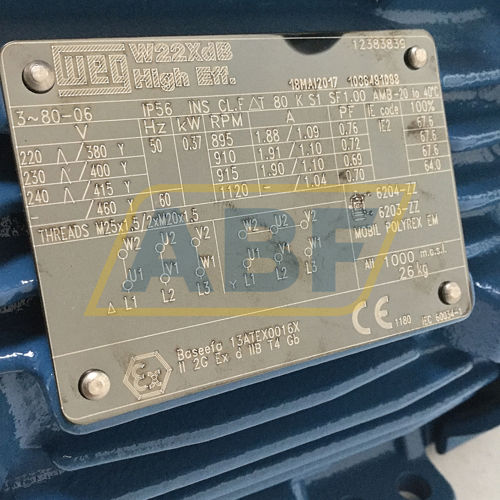 WEG W22XdB 12383839
High Eff.
18MAI2017 1036481088
3~80-06 IP56 INS CL.F ΔT 80 K S1 SF1.00 AMB-20 to 40°C
V Hz kW RPM A PF IE code 100%
220 Δ/380 Y 50 0.37 895 1.88/1.09 0.76 IE2 67.6
230 Δ/400 Y 910 1.91/1.10 0.72 67.6
240 Δ/415 Y 915 1.90/1.10 0.69 67.6
-/460 Y 60 1120 -/1.04 0.70 64.0
THREADS M25x1,5/2xM20x1,5
6204-ZZ
6203-ZZ
MOBIL POLYREX EM
W2 U2 V2 W2 U2 V2
U1 V1 W1 U1 V1 W1
Δ L1 L2 L3 Y L1 L2 L3
Alt 1000 m.a.s.l.
26 kg
CE 1180 IEC 60034-1
Ex Baseefa 13ATEX0016X
II 2G Ex d IIB T4 Gb
ABF